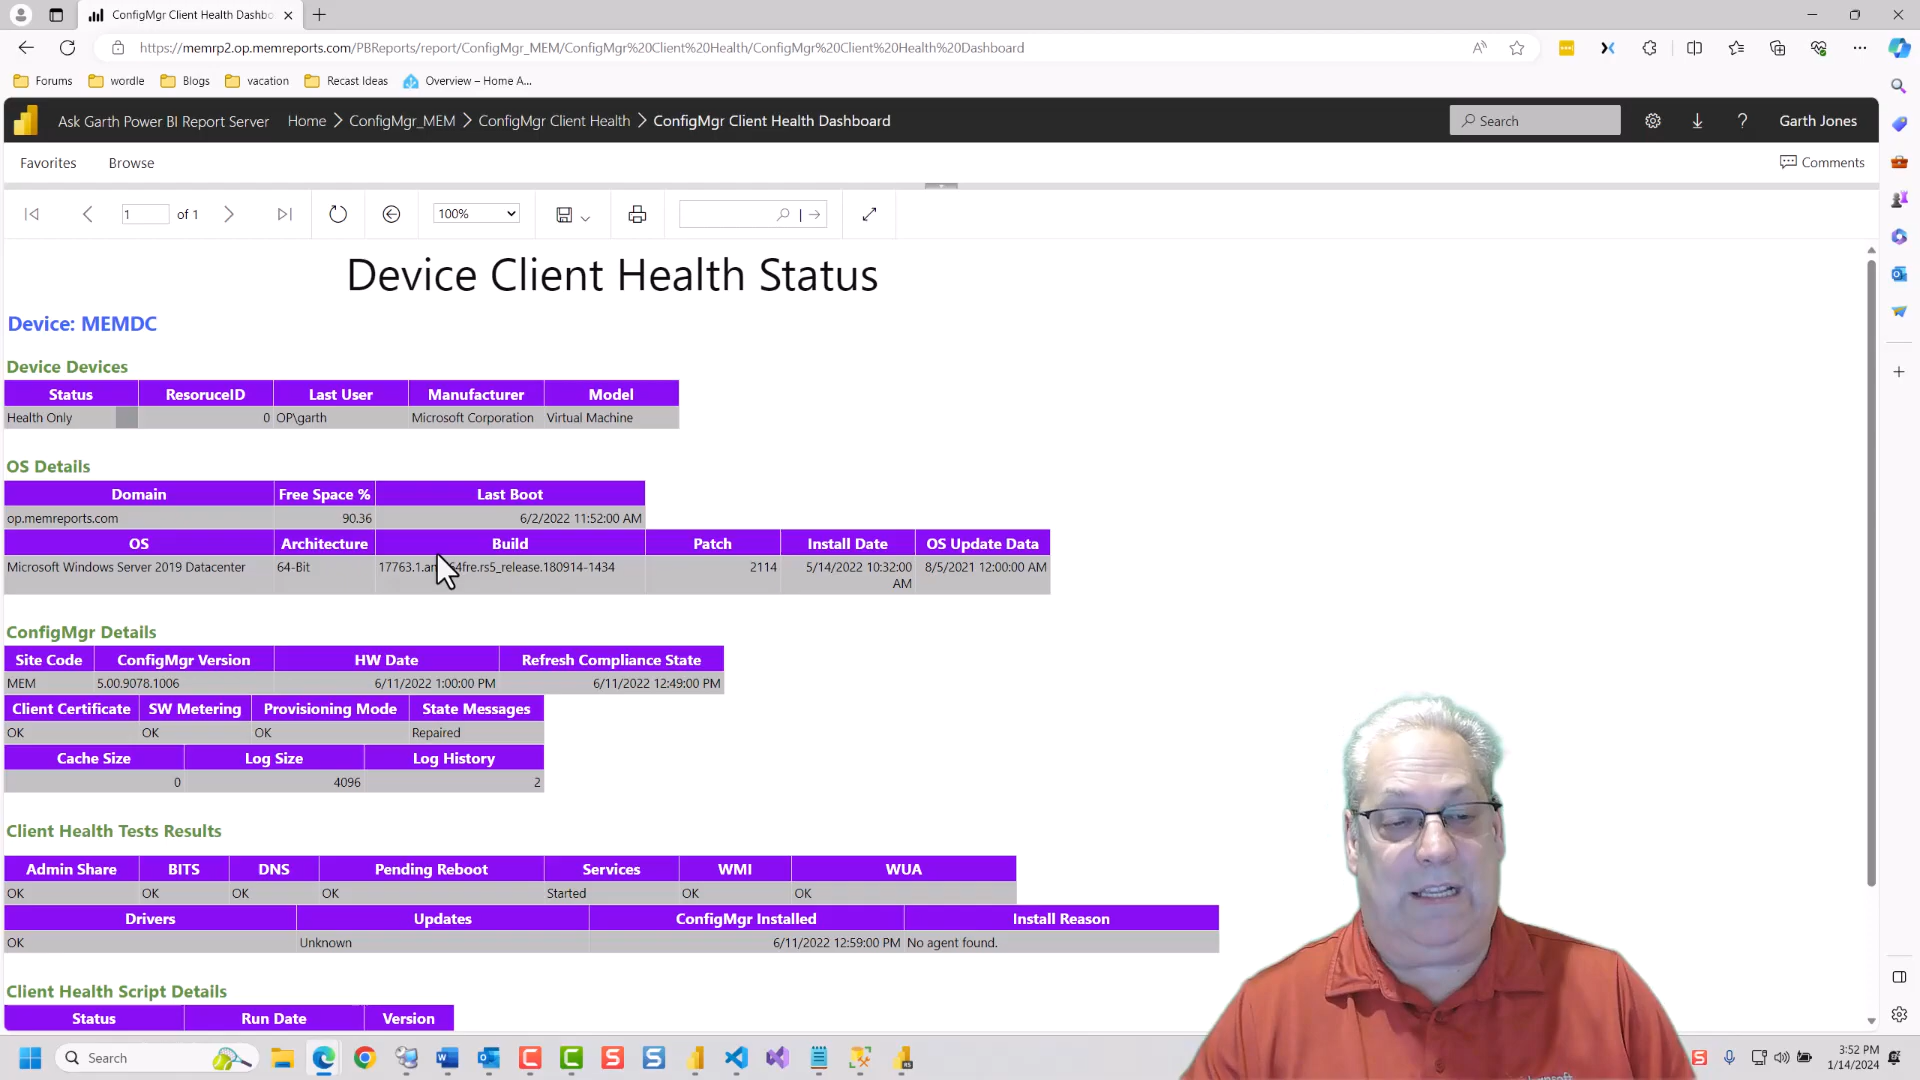 ConfigMgr Client Health Dashbo
https://memrp2.op.memreports.com/PBReports/report/ConfigMgr_MEM/ConfigMgr%20Client%20Health/ConfigMgr%20Client%20Health%20Dashboard
Forums wordle Blogs vacation Recast Ideas Overview – Home A...
Ask Garth Power BI Report Server Home > ConfigMgr_MEM > ConfigMgr Client Health > ConfigMgr Client Health Dashboard Search ? Garth Jones
Favorites Browse Comments
1 of 1 100%
Device Client Health Status
Device: MEMDC
Device Devices
Status ResoruceID Last User Manufacturer Model
Health Only 0 OP\garth Microsoft Corporation Virtual Machine
OS Details
Domain Free Space % Last Boot
op.memreports.com 90.36 6/2/2022 11:52:00 AM
OS Architecture Build Patch Install Date OS Update Data
Microsoft Windows Server 2019 Datacenter 64-Bit 2114 5/14/2022 10:32:00 8/5/2021 12:00:00 AM
AM
ConfigMgr Details
Site Code ConfigMgr Version HW Date Refresh Compliance State
MEM 5.00.9078.1006 6/11/2022 1:00:00 PM 6/11/2022 12:49:00 PM
Client Certificate SW Metering Provisioning Mode State Messages
OK OK OK Repaired
Cache Size Log Size Log History
0 4096 2
Client Health Tests Results
Admin Share BITS DNS Pending Reboot Services WMI WUA
OK OK OK OK Started OK OK
Drivers Updates ConfigMgr Installed Install Reason
OK Unknown 6/11/2022 12:59:00 PM No agent found.
Client Health Script Details
Status Run Date Version
Search
3:52 PM
1/14/2024